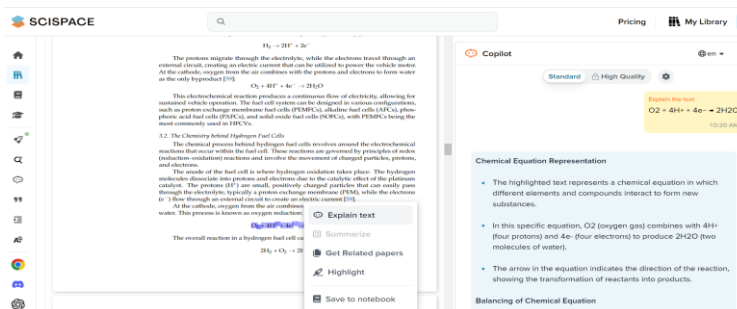 SCISPACE
Pricing
My Library
H₂ → 2H⁺ + 2e⁻
The protons migrate through the electrolyte, while the electrons travel through an
external circuit, creating an electric current that can be utilized to power the vehicle motor.
At the cathode, oxygen from the air combines with the protons and electrons to form water
as the only byproduct [59]:
O₂ + 4H⁺ + 4e⁻ → 2H₂O
This electrochemical reaction produces a continuous flow of electricity, allowing for
sustained vehicle operation. The fuel cell system can be designed in various configurations,
such as proton exchange membrane fuel cells (PEMFCs), alkaline fuel cells (AFCs), phos-
phoric acid fuel cells (PAFCs), and solid oxide fuel cells (SOFCs), with PEMFCs being the
most commonly used in HFCVs.
3.2. The Chemistry behind Hydrogen Fuel Cells
The chemical process behind hydrogen fuel cells revolves around the electrochemical
reactions that occur within the fuel cell. These reactions are governed by principles of redox
(reduction–oxidation) reactions and involve the movement of charged particles, protons,
and electrons.
The anode of the fuel cell is where hydrogen oxidation takes place. The hydrogen
molecules dissociate into protons and electrons due to the catalytic effect of the platinum
catalyst. The protons (H⁺) are small, positively charged particles that can easily pass
through the electrolyte, typically a proton exchange membrane (PEM), while the electrons
(e⁻) flow through an external circuit to create an electric current [59].
At the cathode, oxygen from the air combines
water. This process is known as oxygen reduction:
The overall reaction in a hydrogen fuel cell ca
2H₂ + O₂ → 2H
Explain text
Summarize
Get Related papers
Highlight
Save to notebook
Copilot
en
Standard
High Quality
Explain the text
O2 + 4H+ + 4e− → 2H2O
10:20 AM
Chemical Equation Representation
• The highlighted text represents a chemical equation in which
different elements and compounds interact to form new
substances.
• In this specific equation, O2 (oxygen gas) combines with 4H+
(four protons) and 4e- (four electrons) to produce 2H2O (two
molecules of water).
• The arrow in the equation indicates the direction of the reaction,
showing the transformation of reactants into products.
Balancing of Chemical Equation